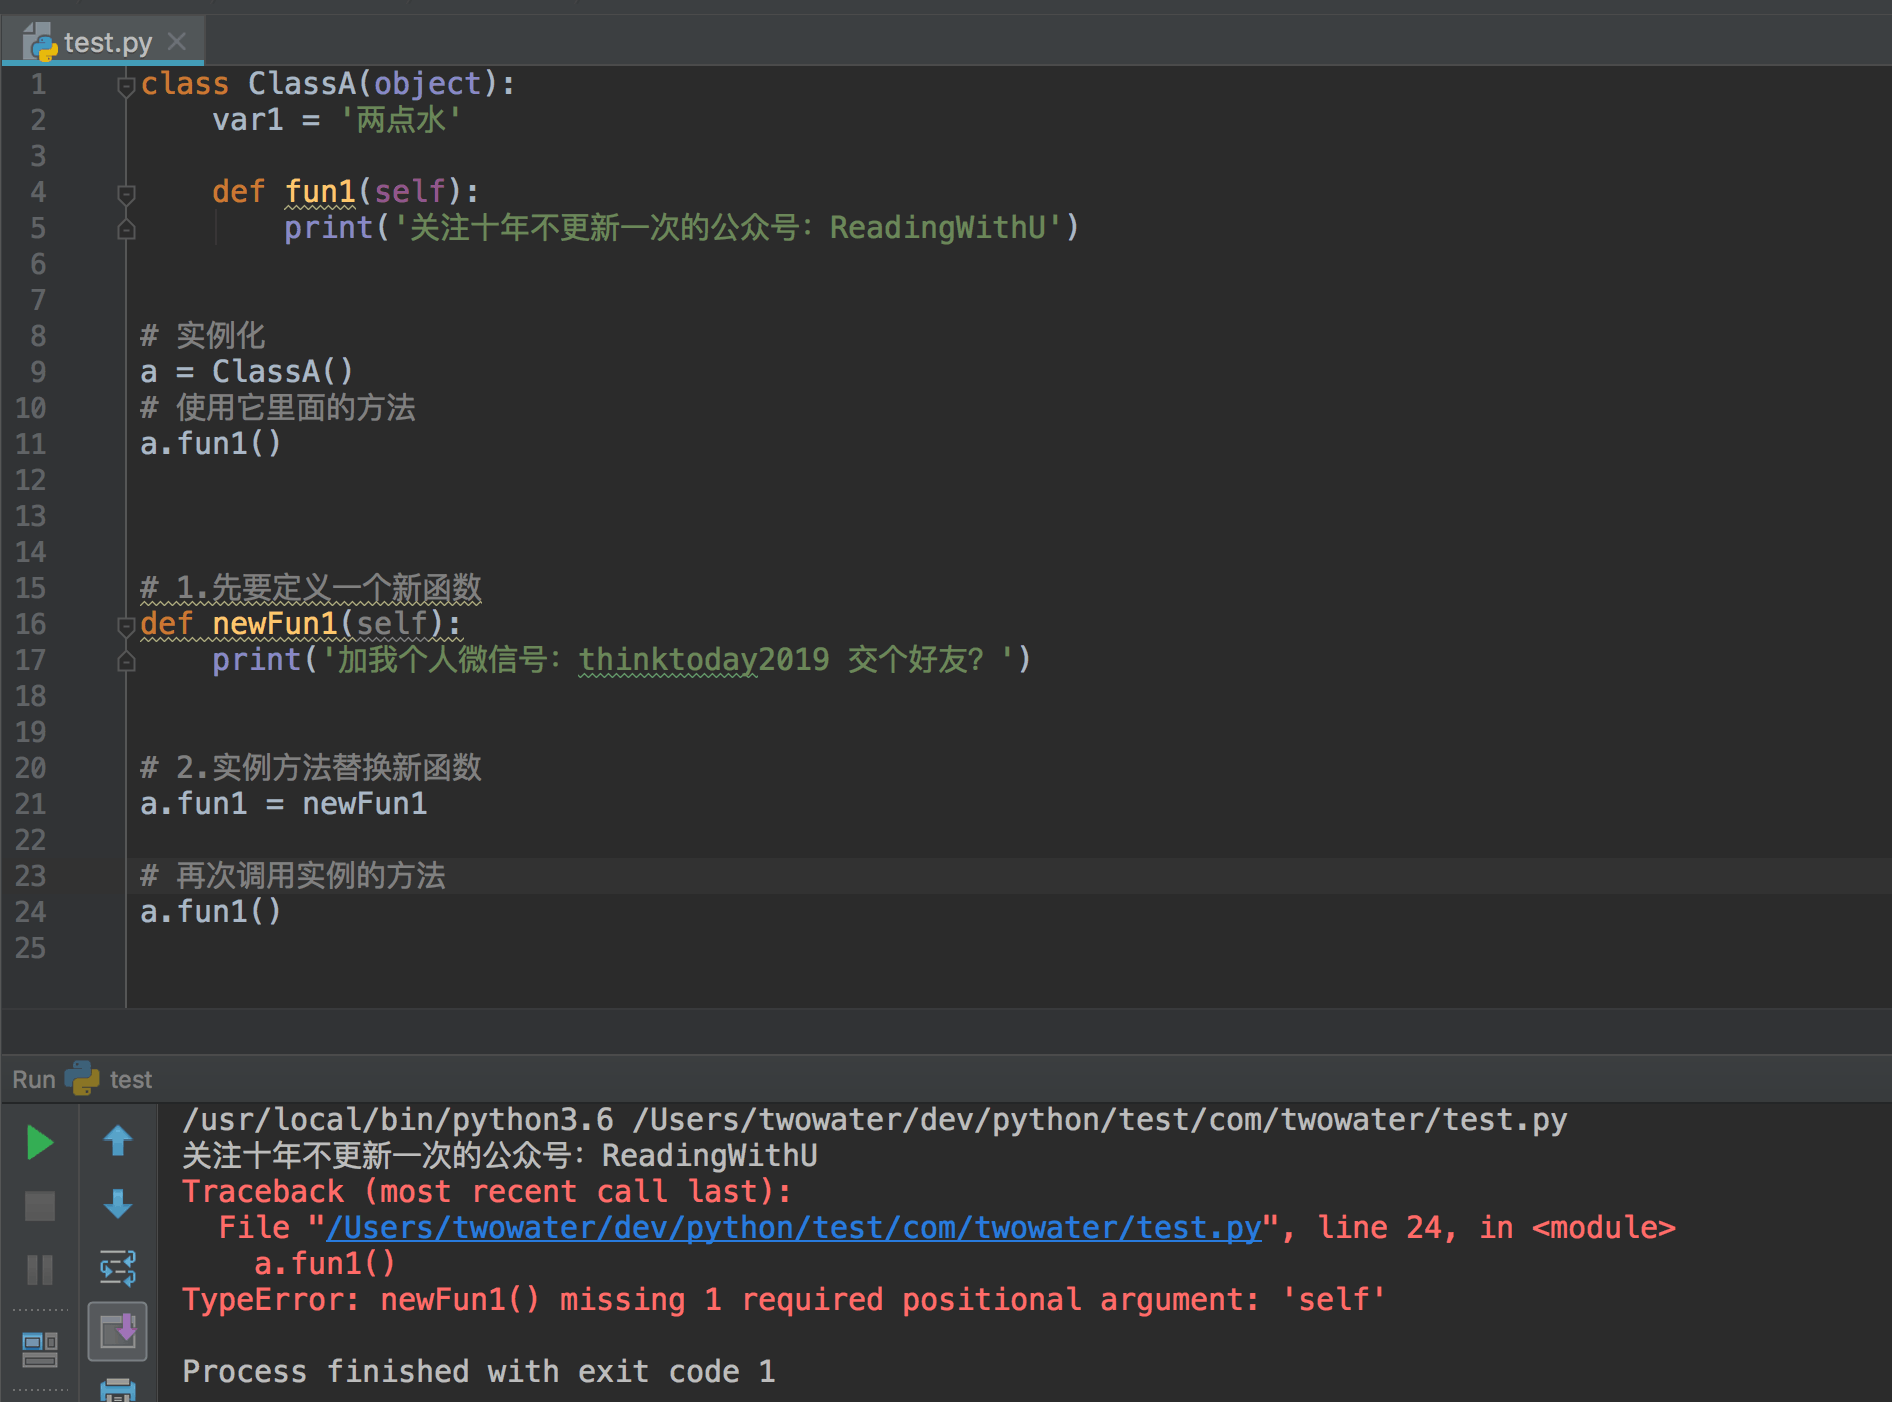 test.py
1 class ClassA(object):
2     var1 = '两点水'
3
4     def fun1(self):
5         print('关注十年不更新一次的公众号：ReadingWithU')
6
7
8 # 实例化
9 a = ClassA()
10 # 使用它里面的方法
11 a.fun1()
12
13
14
15 # 1.先要定义一个新函数
16 def newFun1(self):
17     print('加我个人微信号：thinktoday2019 交个好友？')
18
19
20 # 2.实例方法替换新函数
21 a.fun1 = newFun1
22
23 # 再次调用实例的方法
24 a.fun1()
25
Run test
/usr/local/bin/python3.6 /Users/twowater/dev/python/test/com/twowater/test.py
关注十年不更新一次的公众号：ReadingWithU
Traceback (most recent call last):
  File "/Users/twowater/dev/python/test/com/twowater/test.py", line 24, in <module>
    a.fun1()
TypeError: newFun1() missing 1 required positional argument: 'self'
Process finished with exit code 1